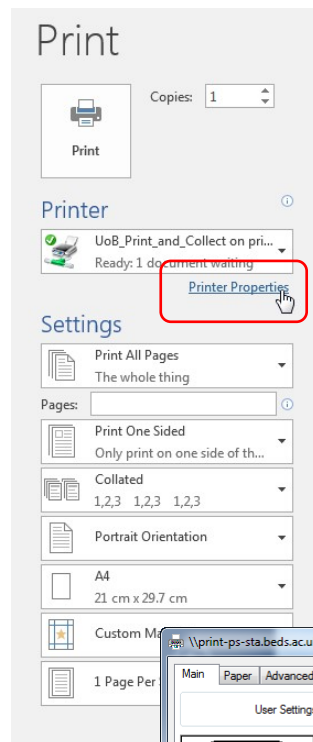 Print
Copies: 1
Print
Printer
UoB_Print_and_Collect on pri...
Ready: 1 document waiting
Printer Properties
Settings
Print All Pages
The whole thing
Pages:
Print One Sided
Only print on one side of th...
Collated
1,2,3 1,2,3 1,2,3
Portrait Orientation
A4
21 cm x 29.7 cm
Custom Ma
\\print-ps-sta.beds.ac.u
1 Page Per
Main Paper Advanced
User Settings